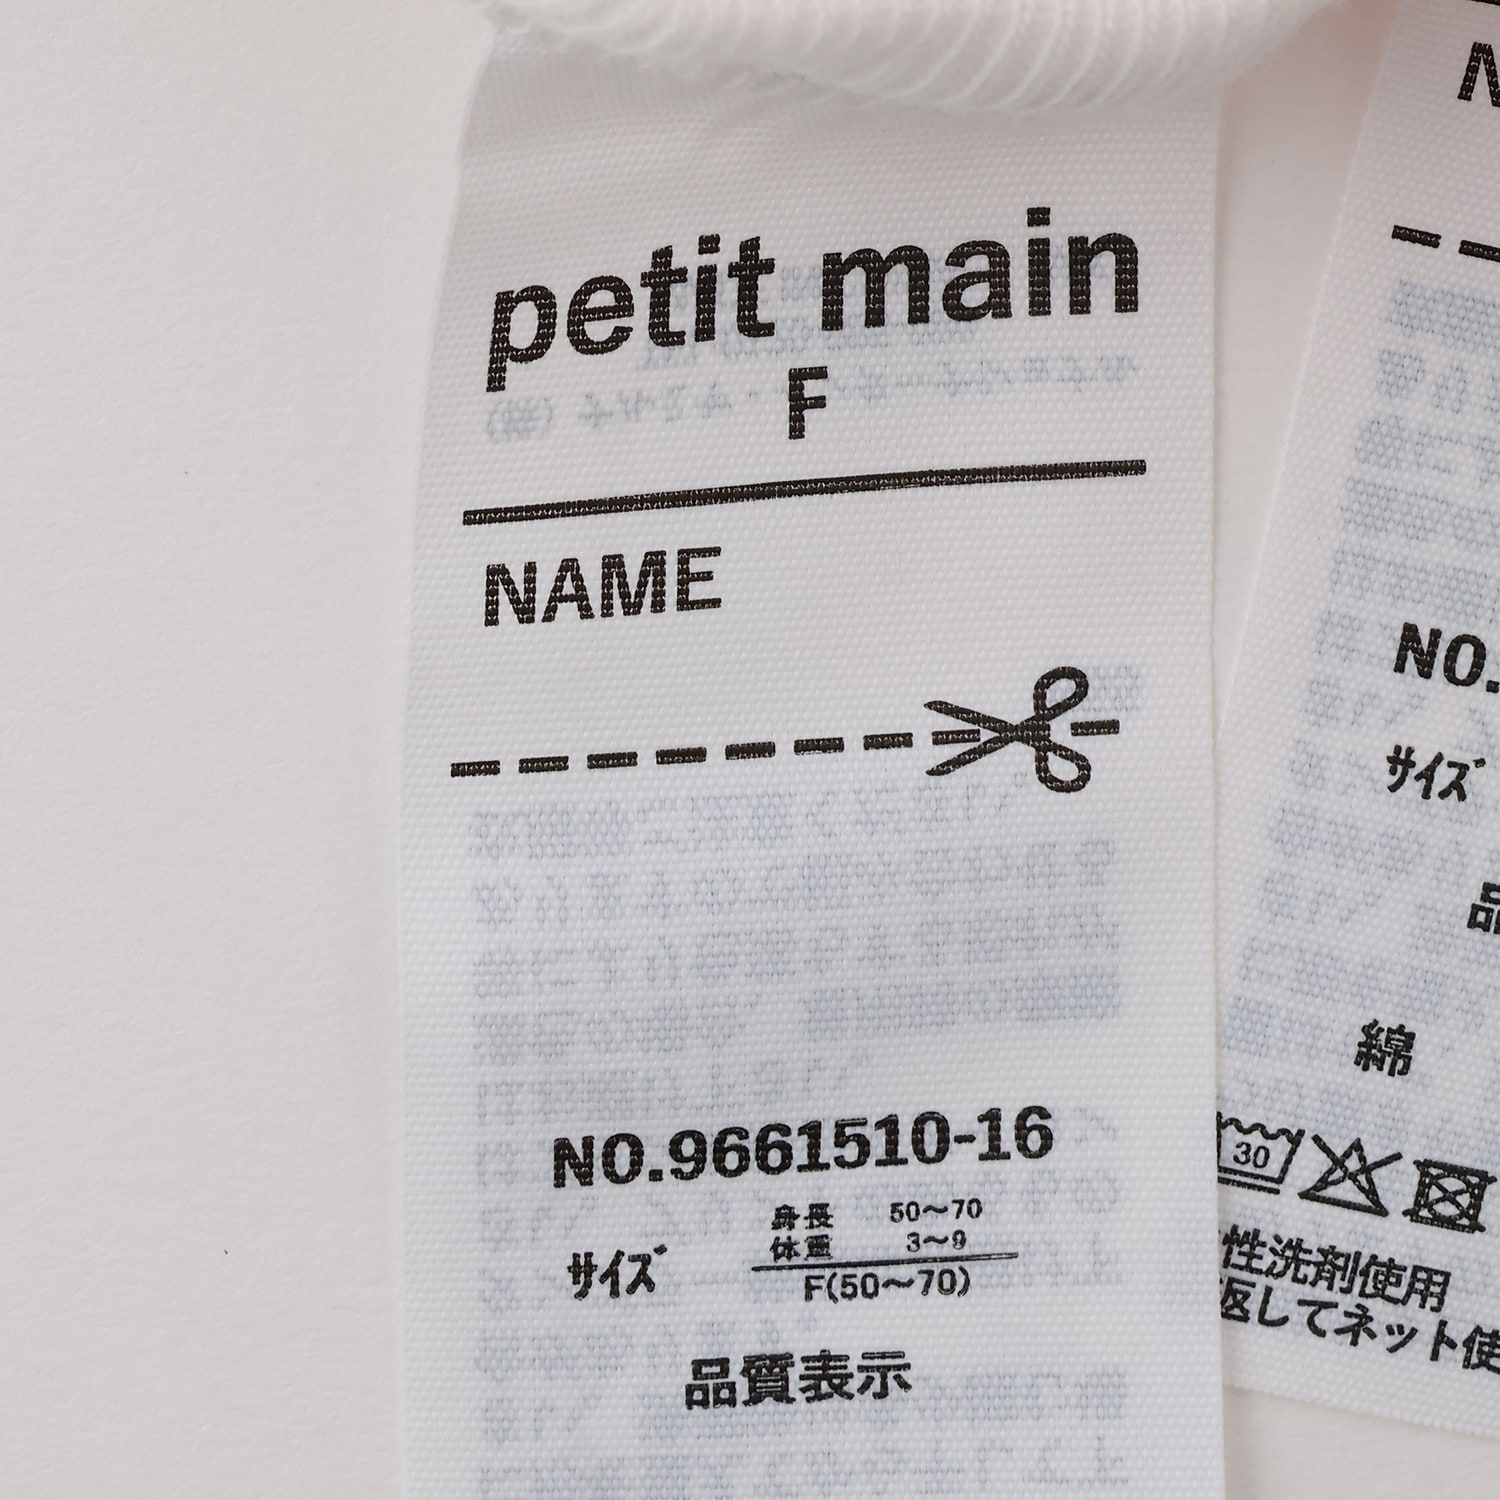 petit main
F
NAME
NO.9661510-16
サイズ
身長 50～70
体重 3～9
F(50～70)
品質表示
NO.
サイズ
品
綿
30
性洗剤使用
返してネット使